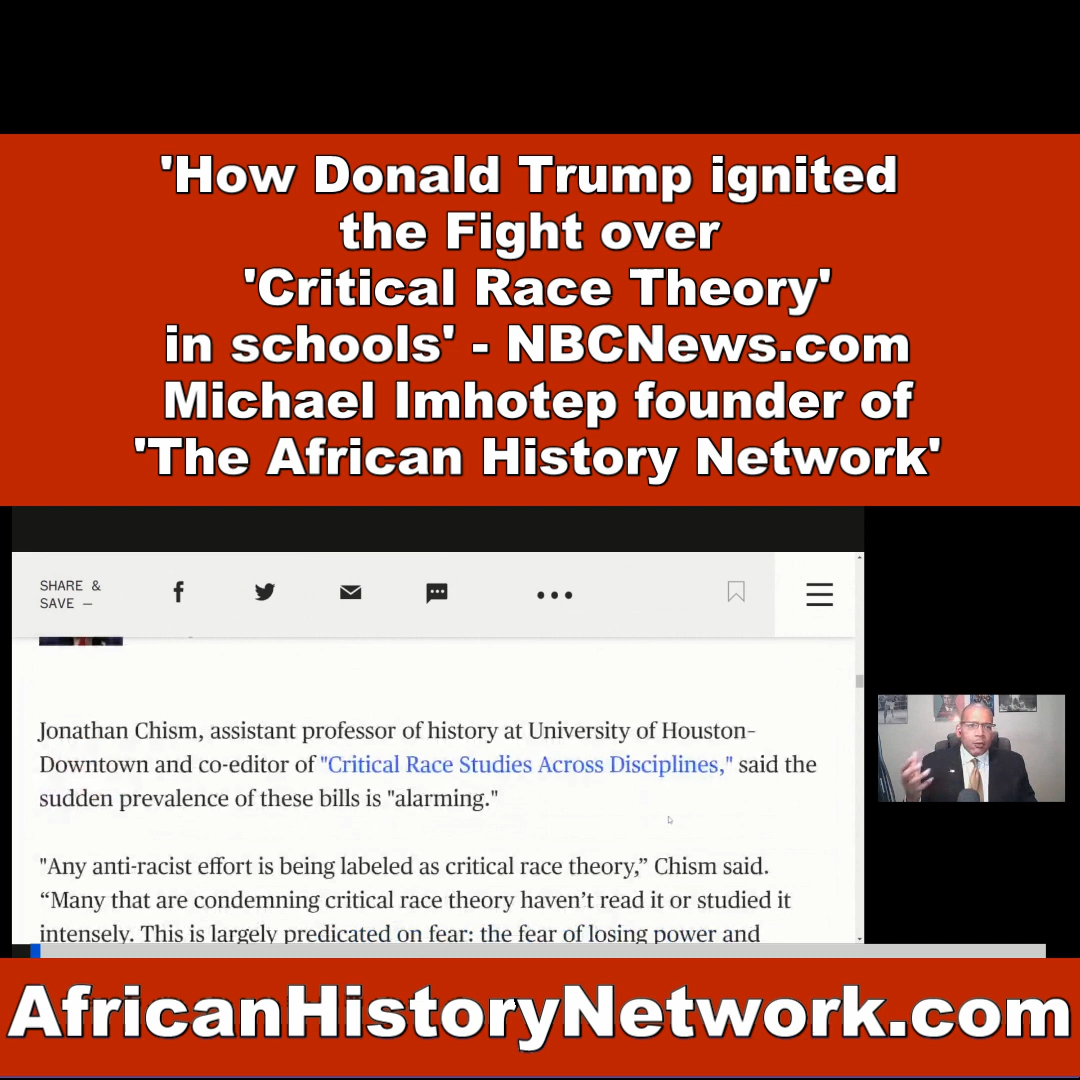 'How Donald Trump ignited
the Fight over
'Critical Race Theory'
in schools' - NBCNews.com
Michael Imhotep founder of
'The African History Network'
SHARE &
SAVE —
Jonathan Chism, assistant professor of history at University of Houston-
Downtown and co-editor of "Critical Race Studies Across Disciplines," said the
sudden prevalence of these bills is "alarming."
"Any anti-racist effort is being labeled as critical race theory,” Chism said.
“Many that are condemning critical race theory haven’t read it or studied it
intensely. This is largely predicated on fear: the fear of losing power and
AfricanHistoryNetwork.com